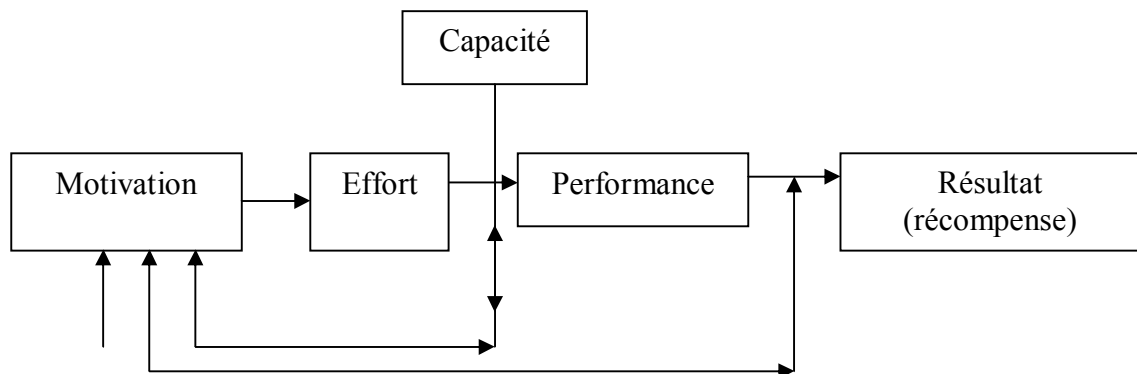 Capacité
Motivation
Effort
Performance
Résultat
(récompense)